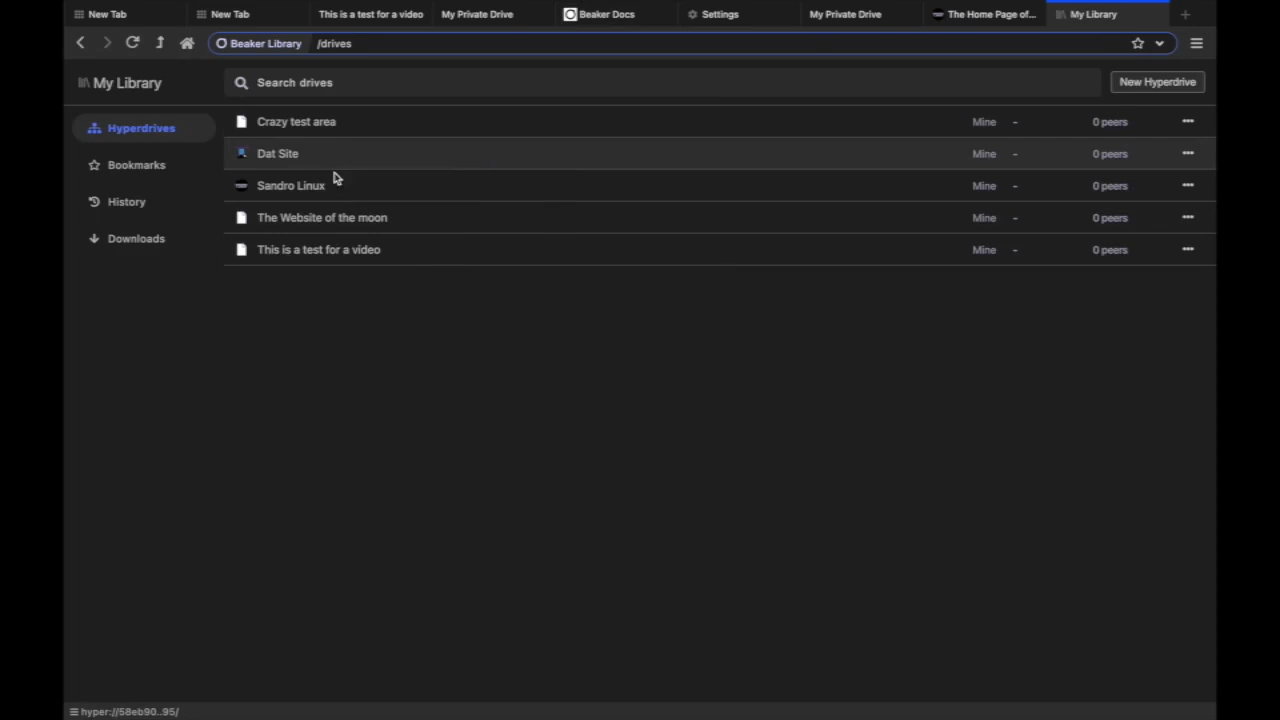 New Tab
New Tab
This is a test for a video
My Private Drive
Beaker Docs
Settings
My Private Drive
The Home Page of...
My Library
Beaker Library
/drives
My Library
Search drives
New Hyperdrive
Hyperdrives
Bookmarks
History
Downloads
Crazy test area Mine - 0 peers
Dat Site Mine - 0 peers
Sandro Linux Mine - 0 peers
The Website of the moon Mine - 0 peers
This is a test for a video Mine - 0 peers
hyper://58eb90..95/